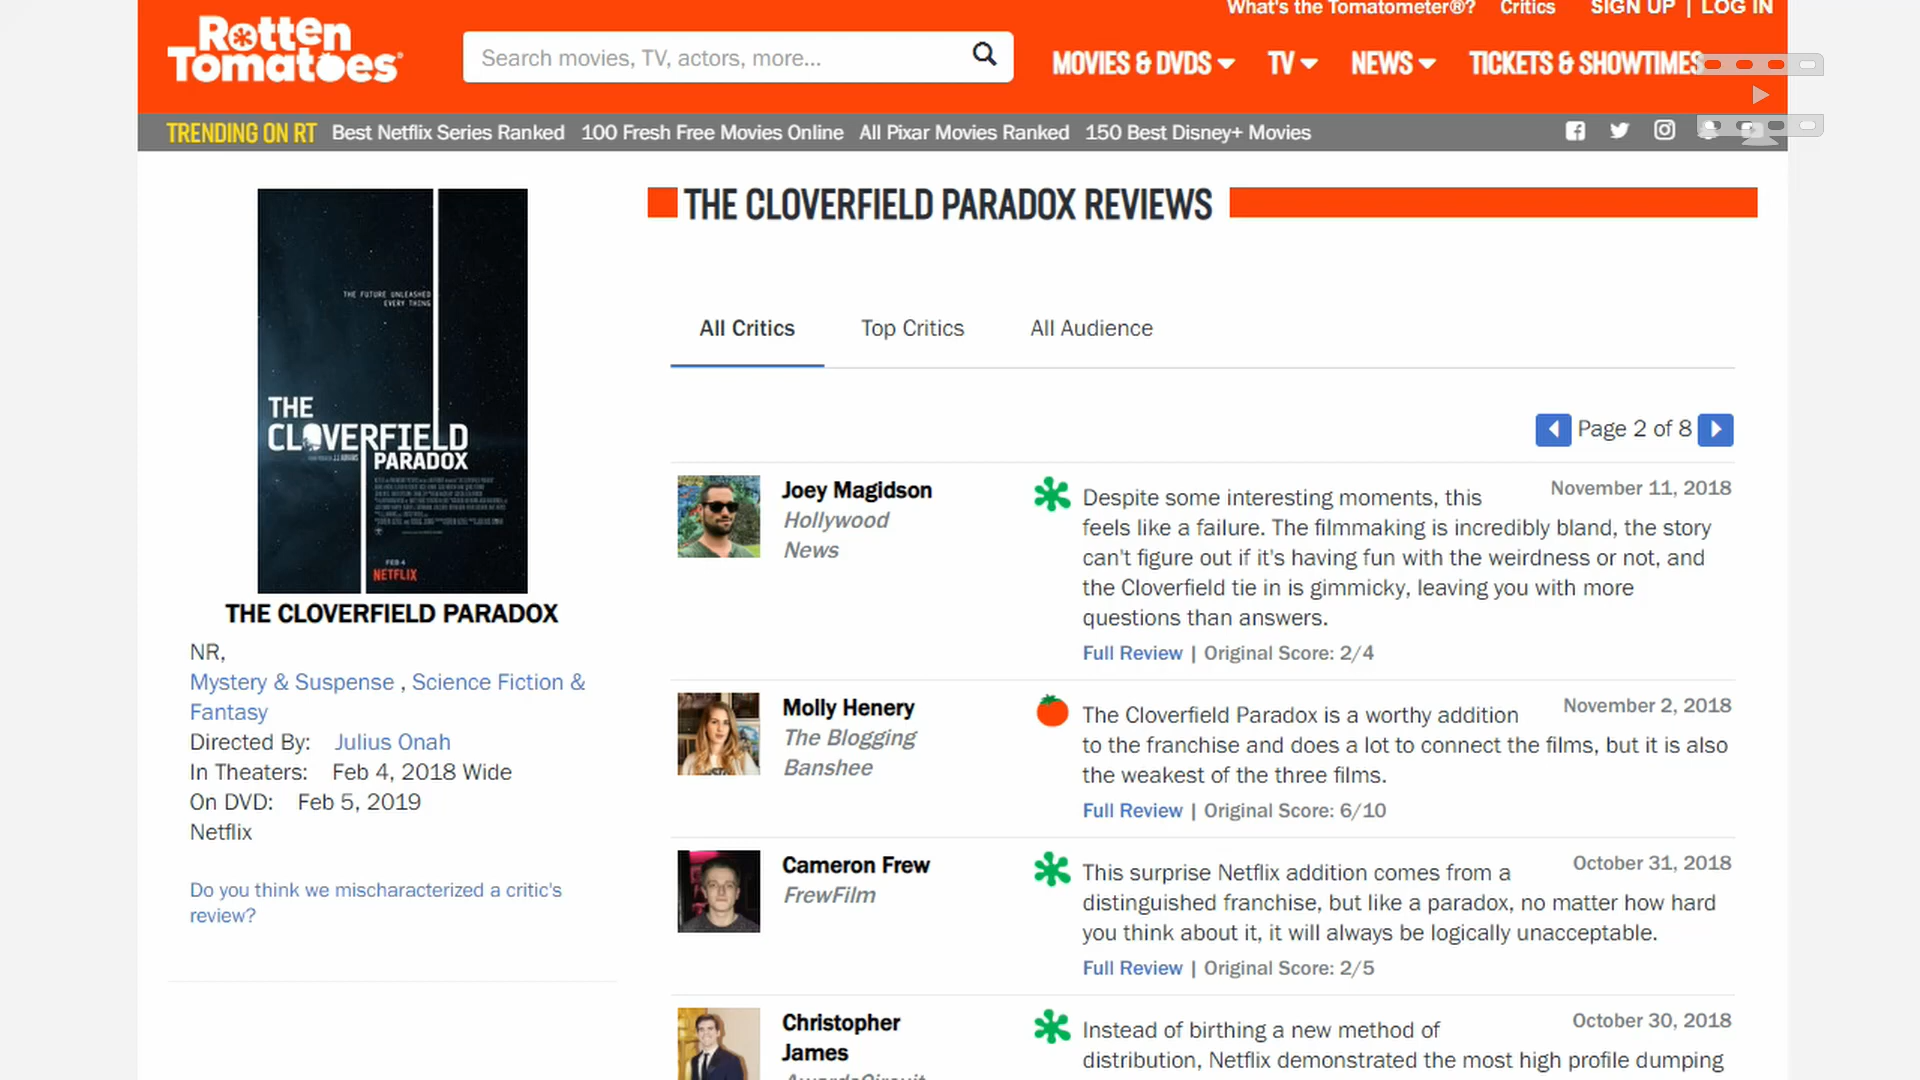 What's the Tomatometer®? Critics SIGN UP | LOG IN
Rotten
Tomatoes
Search movies, TV, actors, more...
MOVIES & DVDS TV NEWS TICKETS & SHOWTIMES
TRENDING ON RT Best Netflix Series Ranked 100 Fresh Free Movies Online All Pixar Movies Ranked 150 Best Disney+ Movies
THE FUTURE UNLEASHED
EVERY THING
THE
CLOVERFIELD
PARADOX
FEB 4
NETFLIX
THE CLOVERFIELD PARADOX
NR,
Mystery & Suspense , Science Fiction &
Fantasy
Directed By: Julius Onah
In Theaters: Feb 4, 2018 Wide
On DVD: Feb 5, 2019
Netflix
Do you think we mischaracterized a critic's
review?
THE CLOVERFIELD PARADOX REVIEWS
All Critics Top Critics All Audience
Page 2 of 8
Joey Magidson
Hollywood
News
November 11, 2018
Despite some interesting moments, this
feels like a failure. The filmmaking is incredibly bland, the story
can't figure out if it's having fun with the weirdness or not, and
the Cloverfield tie in is gimmicky, leaving you with more
questions than answers.
Full Review | Original Score: 2/4
Molly Henery
The Blogging
Banshee
November 2, 2018
The Cloverfield Paradox is a worthy addition
to the franchise and does a lot to connect the films, but it is also
the weakest of the three films.
Full Review | Original Score: 6/10
Cameron Frew
FrewFilm
October 31, 2018
This surprise Netflix addition comes from a
distinguished franchise, but like a paradox, no matter how hard
you think about it, it will always be logically unacceptable.
Full Review | Original Score: 2/5
Christopher
James
AwardsCircuit
October 30, 2018
Instead of birthing a new method of
distribution, Netflix demonstrated the most high profile dumping